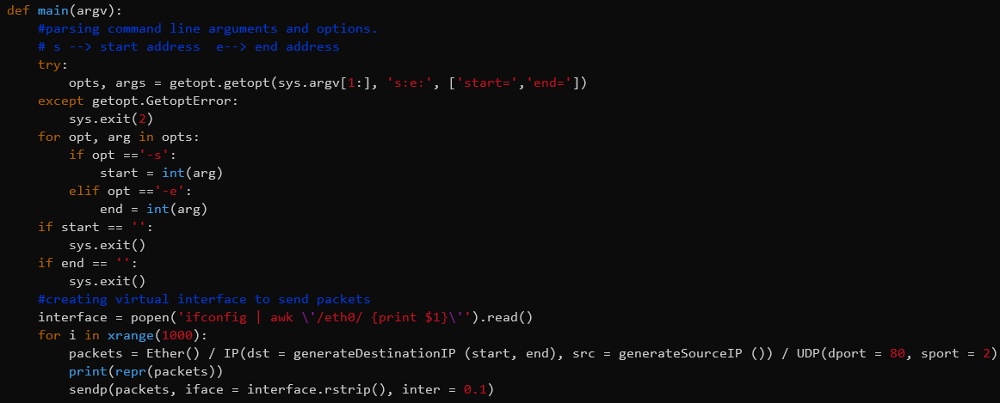 def main(argv):
    #parsing command line arguments and options.
    # s --> start address  e--> end address
    try:
        opts, args = getopt.getopt(sys.argv[1:], 's:e:', ['start=','end='])
    except getopt.GetoptError:
        sys.exit(2)
    for opt, arg in opts:
        if opt =='-s':
            start = int(arg)
        elif opt =='-e':
            end = int(arg)
    if start == '':
        sys.exit()
    if end == '':
        sys.exit()
    #creating virtual interface to send packets
    interface = popen('ifconfig | awk \'/eth0/ {print $1}\'').read()
    for i in xrange(1000):
        packets = Ether() / IP(dst = generateDestinationIP (start, end), src = generateSourceIP ()) / UDP(dport = 80, sport = 2)
        print(repr(packets))
        sendp(packets, iface = interface.rstrip(), inter = 0.1)